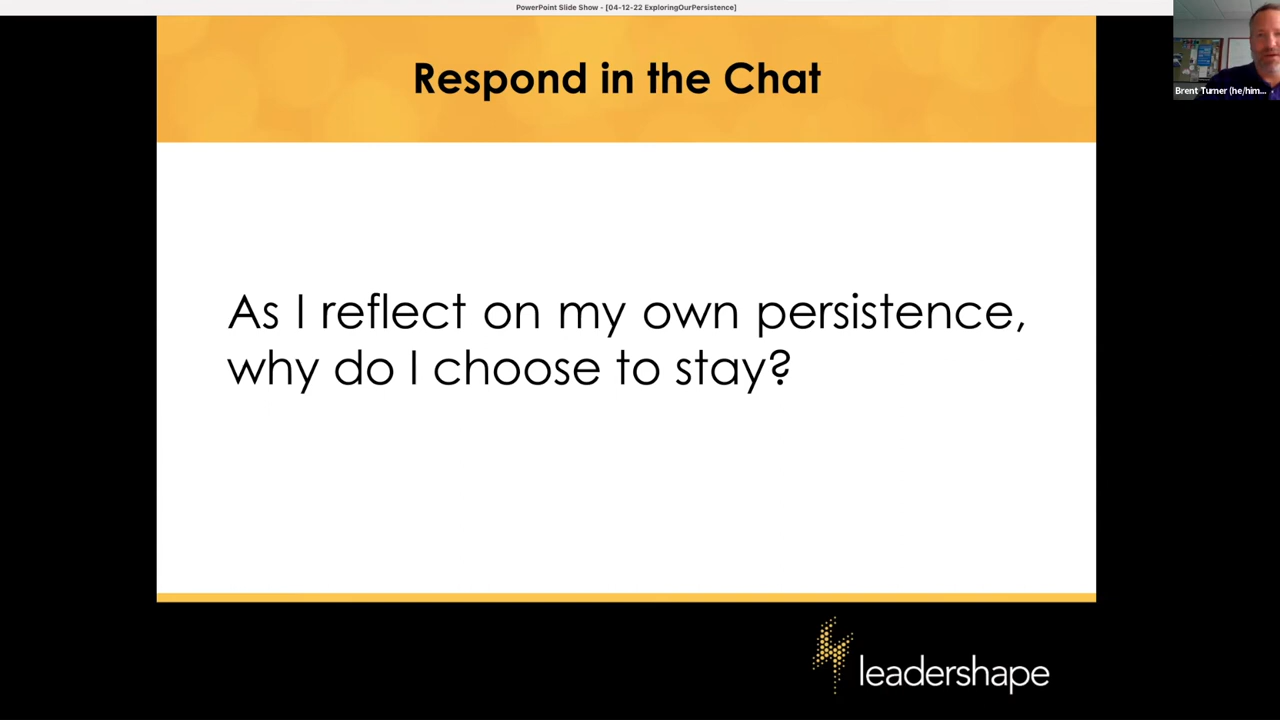 PowerPoint Slide Show - [04-12-22 ExploringOurPersistence]
Respond in the Chat
Brent Turner (he/him...
As I reflect on my own persistence,
why do I choose to stay?
leadershape